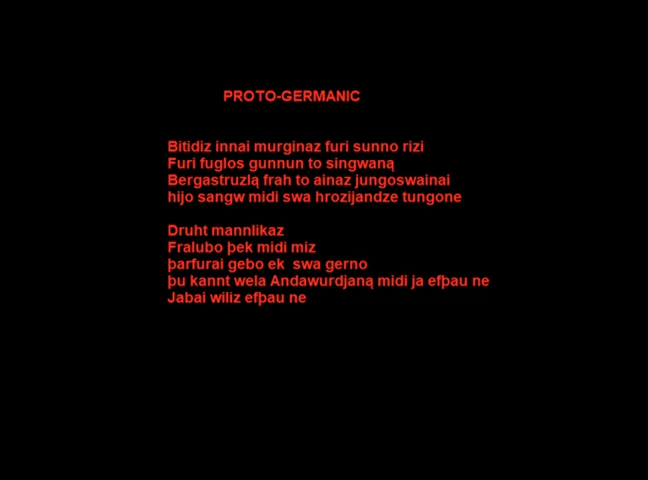 PROTO-GERMANIC
Bitidiz innai murginaz furi sunno rizi
Furi fuglos gunnun to singwaną
Bergastruzlą frah to ainaz jungoswainai
hijo sangw midi swa hrozijandze tungone
Druht mannlikaz
Fralubo þek midi miz
þarfurai gebo ek swa gerno
þu kannt wela Andawurdjaną midi ja efþau ne
Jabai wiliz efþau ne